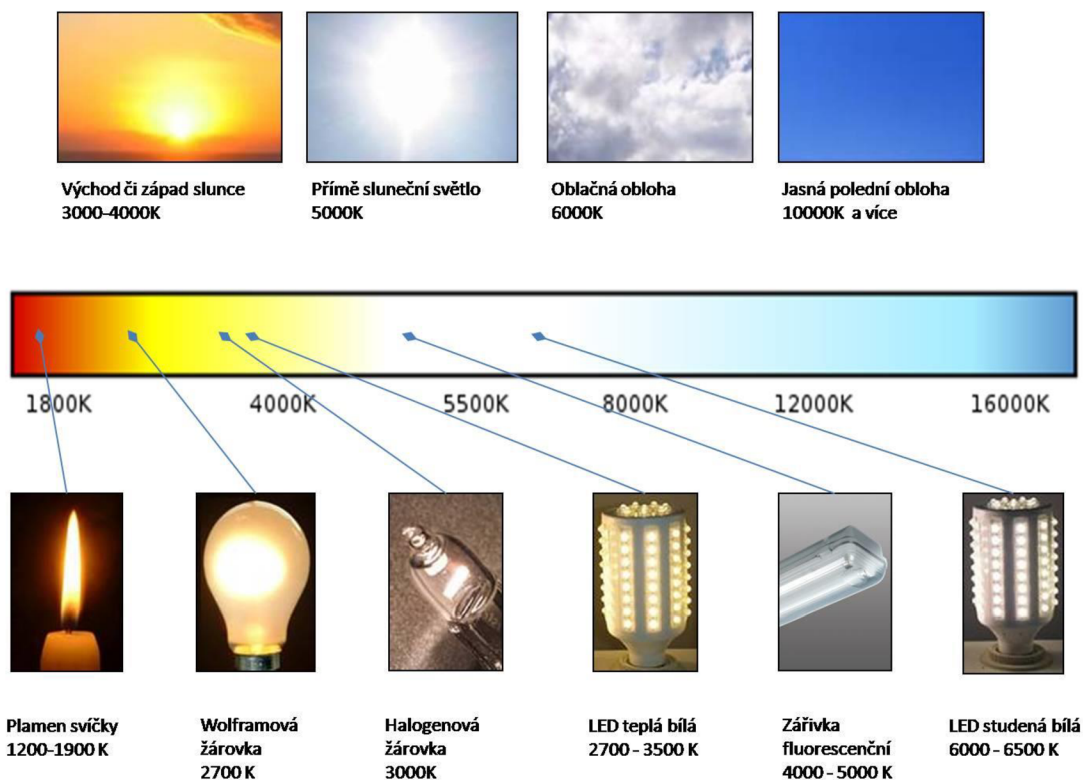 Východ či západ slunce
3000-4000K
Přímě sluneční světlo
5000K
Oblačná obloha
6000K
Jasná polední obloha
10000K a více
1800K 4000K 5500K 8000K 12000K 16000K
Plamen svíčky
1200-1900 K
Wolframová
žárovka
2700 K
Halogenová
žárovka
3000K
LED teplá bílá
2700 - 3500 K
Zářivka
fluorescenční
4000 - 5000 K
LED studená bílá
6000 - 6500 K